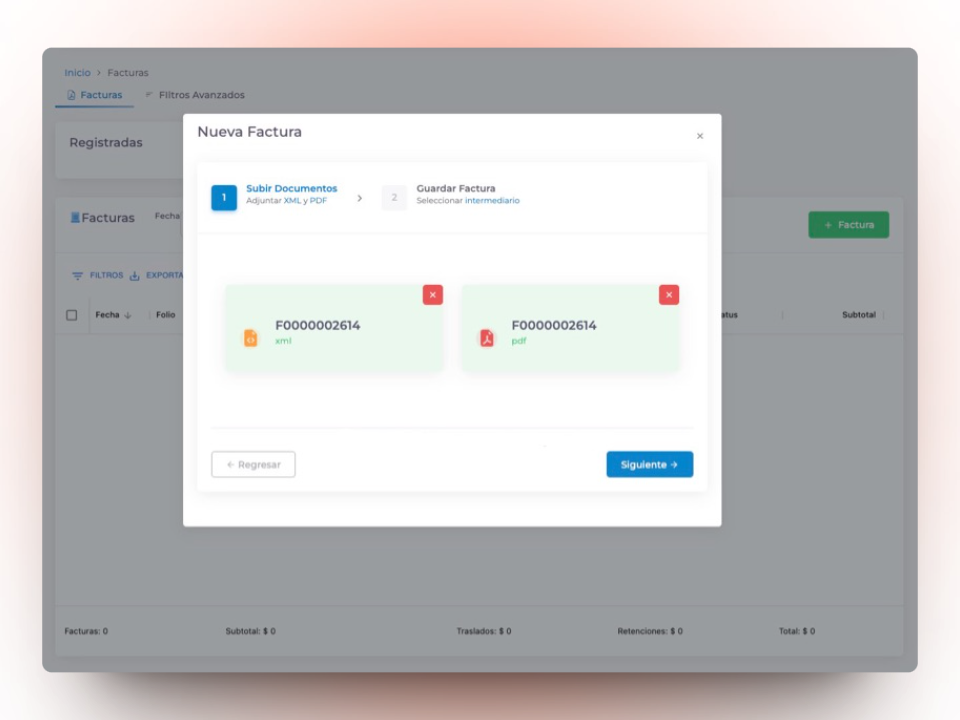 Inicio > Facturas
Facturas
Filtros Avanzados
Registradas
Nueva Factura
×
1
Subir Documentos
Adjuntar XML y PDF
2
Guardar Factura
Seleccionar intermediario
Facturas
Fecha
+ Factura
FILTROS
EXPORTA
Fecha
Folio
atus
Subtotal
F0000002614
xml
F0000002614
pdf
← Regresar
Siguiente →
Facturas: 0
Subtotal: $ 0
Traslados: $ 0
Retenciones: $ 0
Total: $ 0